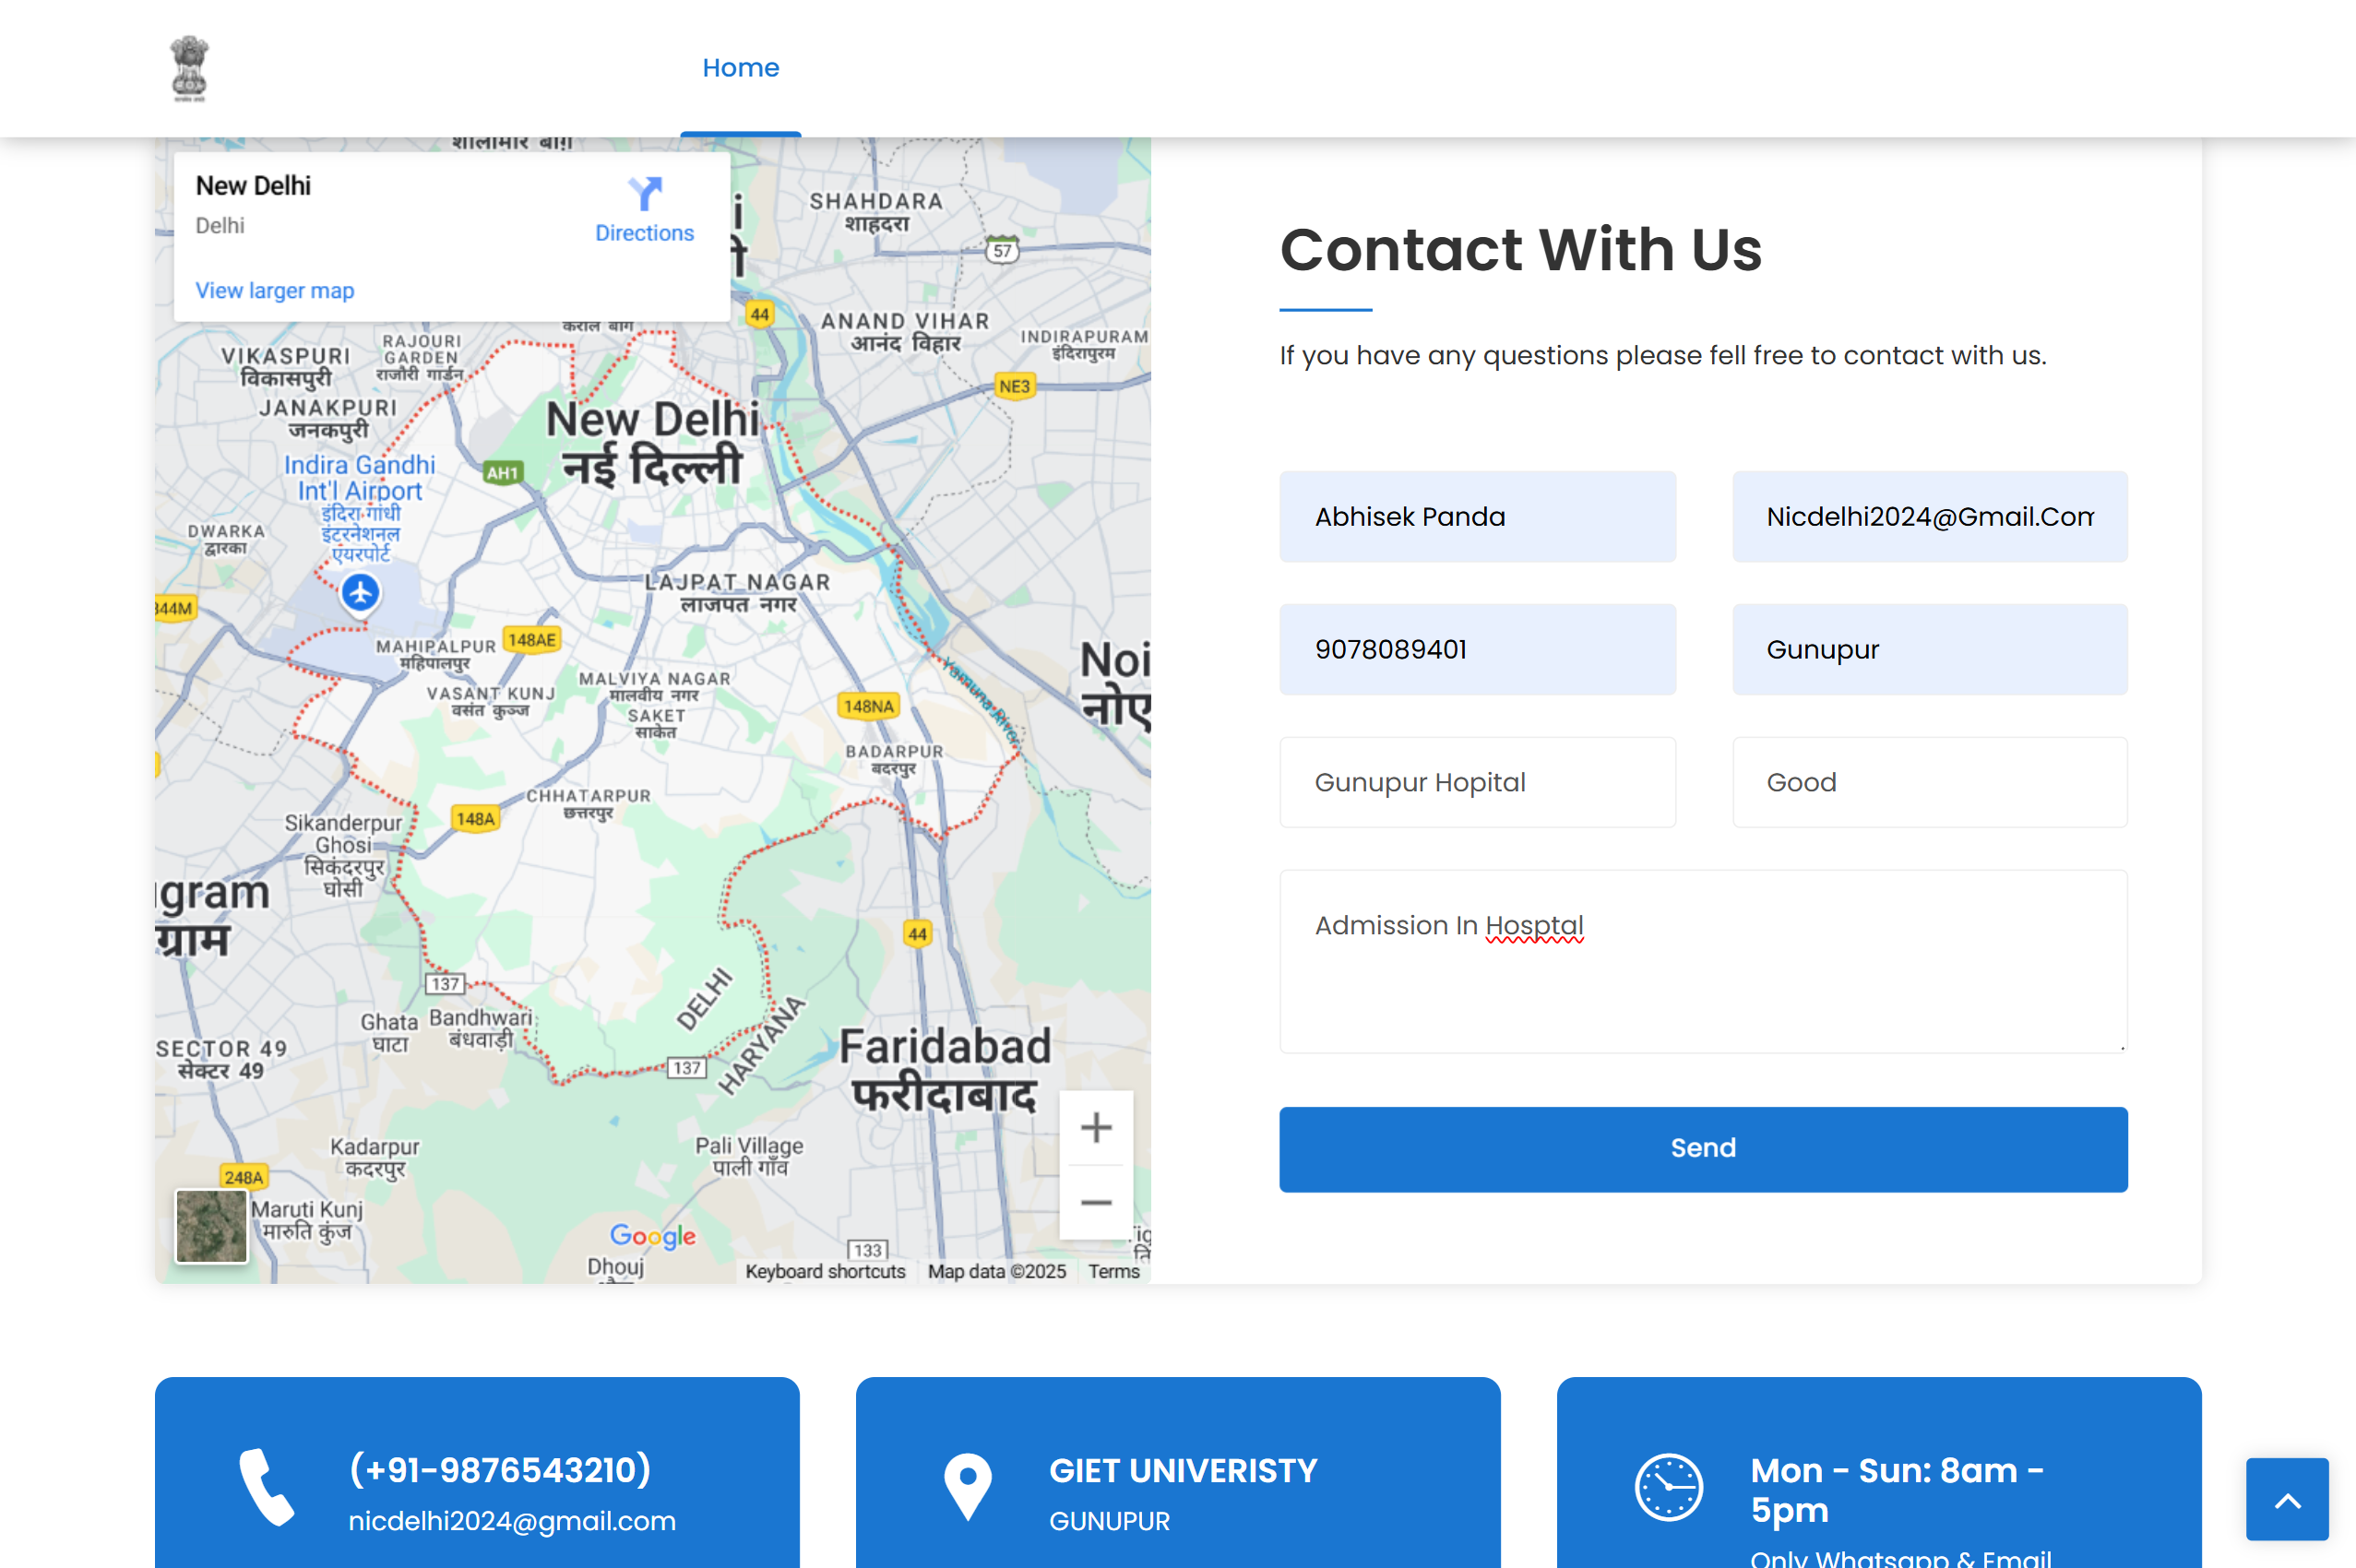 Home
शालीमार बाग़
New Delhi
Delhi
Directions
View larger map
SHAHDARA
शाहदरा
57
44
करोल बाग
ANAND VIHAR
आनंद विहार
INDIRAPURAM
इंदिरापुरम
VIKASPURI
विकासपुरी
RAJOURI
GARDEN
राजौरी गार्डन
NE3
JANAKPURI
जनकपुरी
New Delhi
नई दिल्ली
AH1
Indira Gandhi
Int'l Airport
इंदिरा गांधी
इंटरनेशनल
एयरपोर्ट
DWARKA
द्वारका
LAJPAT NAGAR
लाजपत नगर
344M
MAHIPALPUR
महिपालपुर
148AE
Noi
नोए
VASANT KUNJ
वसंत कुञ्ज
MALVIYA NAGAR
मालवीय नगर
SAKET
साकेत
148NA
Yamuna River
BADARPUR
बदरपुर
CHHATARPUR
छत्तरपुर
148A
Sikanderpur
Ghosi
सिकंदरपुर
घोसी
gram
ग्राम
44
137
DELHI
HARYANA
Ghata
घाटा
Bandhwari
बंधवाड़ी
SECTOR 49
सेक्टर 49
137
Faridabad
फरीदाबाद
Kadarpur
कदरपुर
Pali Village
पाली गाँव
248A
Maruti Kunj
मारुति कुंज
Google
133
Dhouj
Keyboard shortcuts
Map data ©2025
Terms
Contact With Us
If you have any questions please fell free to contact with us.
Abhisek Panda
Nicdelhi2024@Gmail.Com
9078089401
Gunupur
Gunupur Hopital
Good
Admission In Hosptal
Send
(+91-9876543210)
nicdelhi2024@gmail.com
GIET UNIVERISTY
GUNUPUR
Mon - Sun: 8am -
5pm
Only Whatsapp & Email